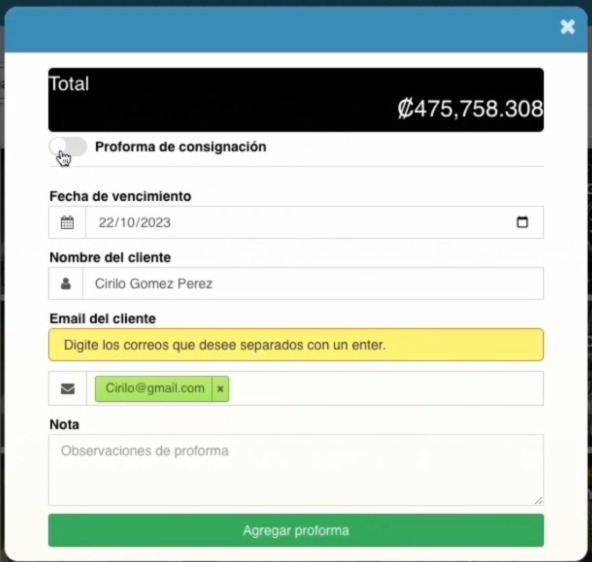 Total
₡475,758.308
Proforma de consignación
Fecha de vencimiento
22/10/2023
Nombre del cliente
Cirilo Gomez Perez
Email del cliente
Digite los correos que desee separados con un enter.
Cirilo@gmail.com ×
Nota
Observaciones de proforma
Agregar proforma